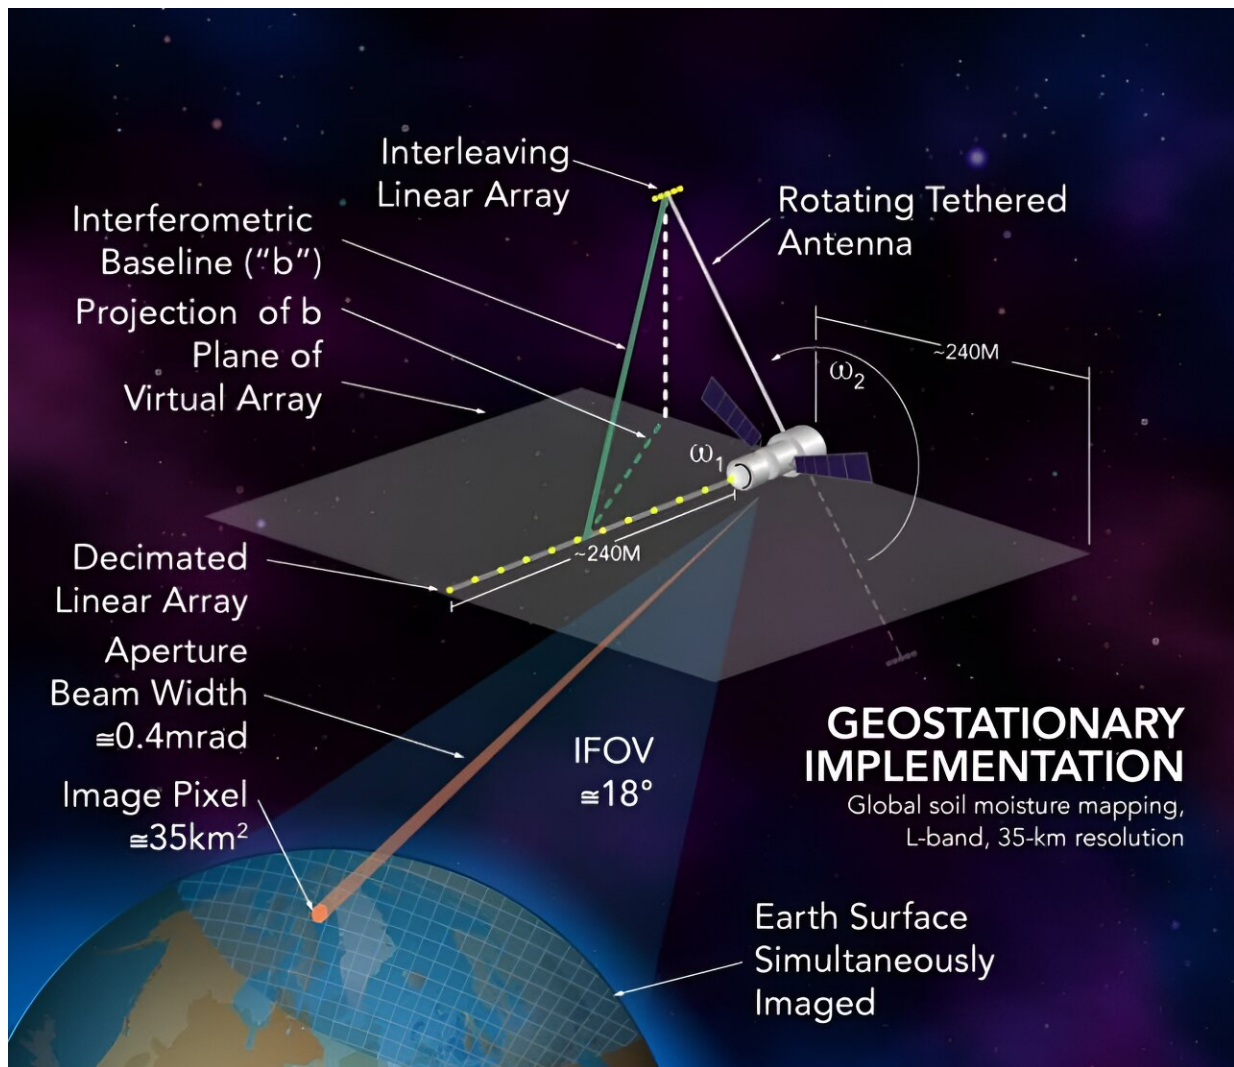 Interleaving
Linear Array
Rotating Tethered
Antenna
Interferometric
Baseline (“b”)
Projection of b
Plane of
Virtual Array
~240M
ω2
ω1
~240M
Decimated
Linear Array
Aperture
Beam Width
≅0.4mrad
IFOV
≅18°
Image Pixel
≅35km²
GEOSTATIONARY
IMPLEMENTATION
Global soil moisture mapping,
L-band, 35-km resolution
Earth Surface
Simultaneously
Imaged